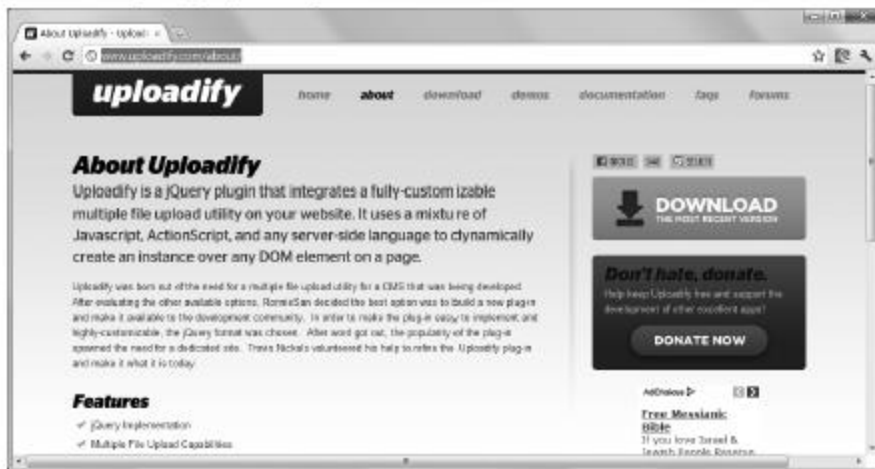 About Uploadify - Upload
www.uploadify.com/about/
uploadify
home about download demos documentation faqs forums
About Uploadify
Uploadify is a jQuery plugin that integrates a fully-custom izable
multiple file upload utility on your website. It uses a mixture of
Javascript, ActionScript, and any server-side language to dynamically
create an instance over any DOM element on a page.
Uploadify was born out of the need for a multiple file upload utility for a CMS that was being developed.
After evaluating the other available options, RonnieSan decided the best option was to build a new plug-in
and make it available to the development community. In order to make the plug-in easy to implement and
highly-customizable, the jQuery format was chosen. After word got out, the popularity of the plug-in
spawned the need for a dedicated site. Travis Nickels volunteered his help to refine the Uploadify plug-in
and make it what it is today.
Features
jQuery Implementation
Multiple File Upload Capabilities
DOWNLOAD
THE MOST RECENT VERSION
Don't hate, donate.
Help keep Uploadify free and support the
development of other excellent apps!
DONATE NOW
AdChoices
Free Messianic
Bible
If you love Israel &
Jewish People Reserve